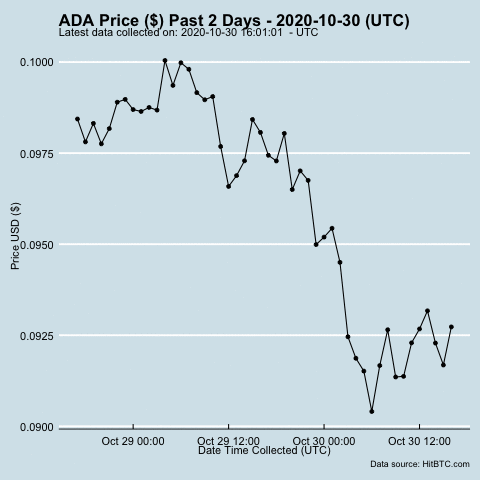 ADA Price ($) Past 2 Days - 2020-10-30 (UTC)
Latest data collected on: 2020-10-30 16:01:01  - UTC
0.1000
0.0975
0.0950
0.0925
0.0900
Price USD ($)
Oct 29 00:00 Oct 29 12:00 Oct 30 00:00 Oct 30 12:00
Date Time Collected (UTC)
Data source: HitBTC.com